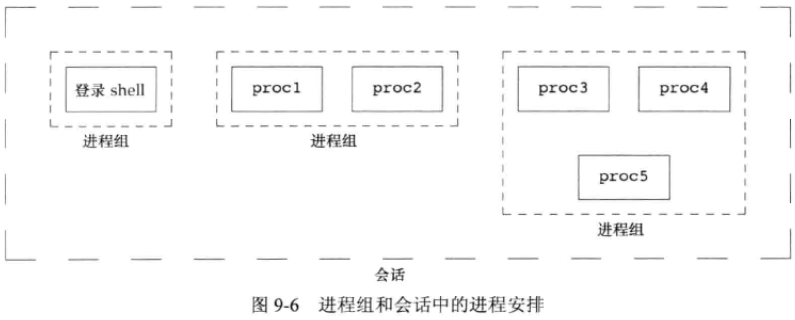 登录 shell
proc1
proc2
proc3
proc4
进程组
进程组
proc5
进程组
会话
图 9-6 进程组和会话中的进程安排